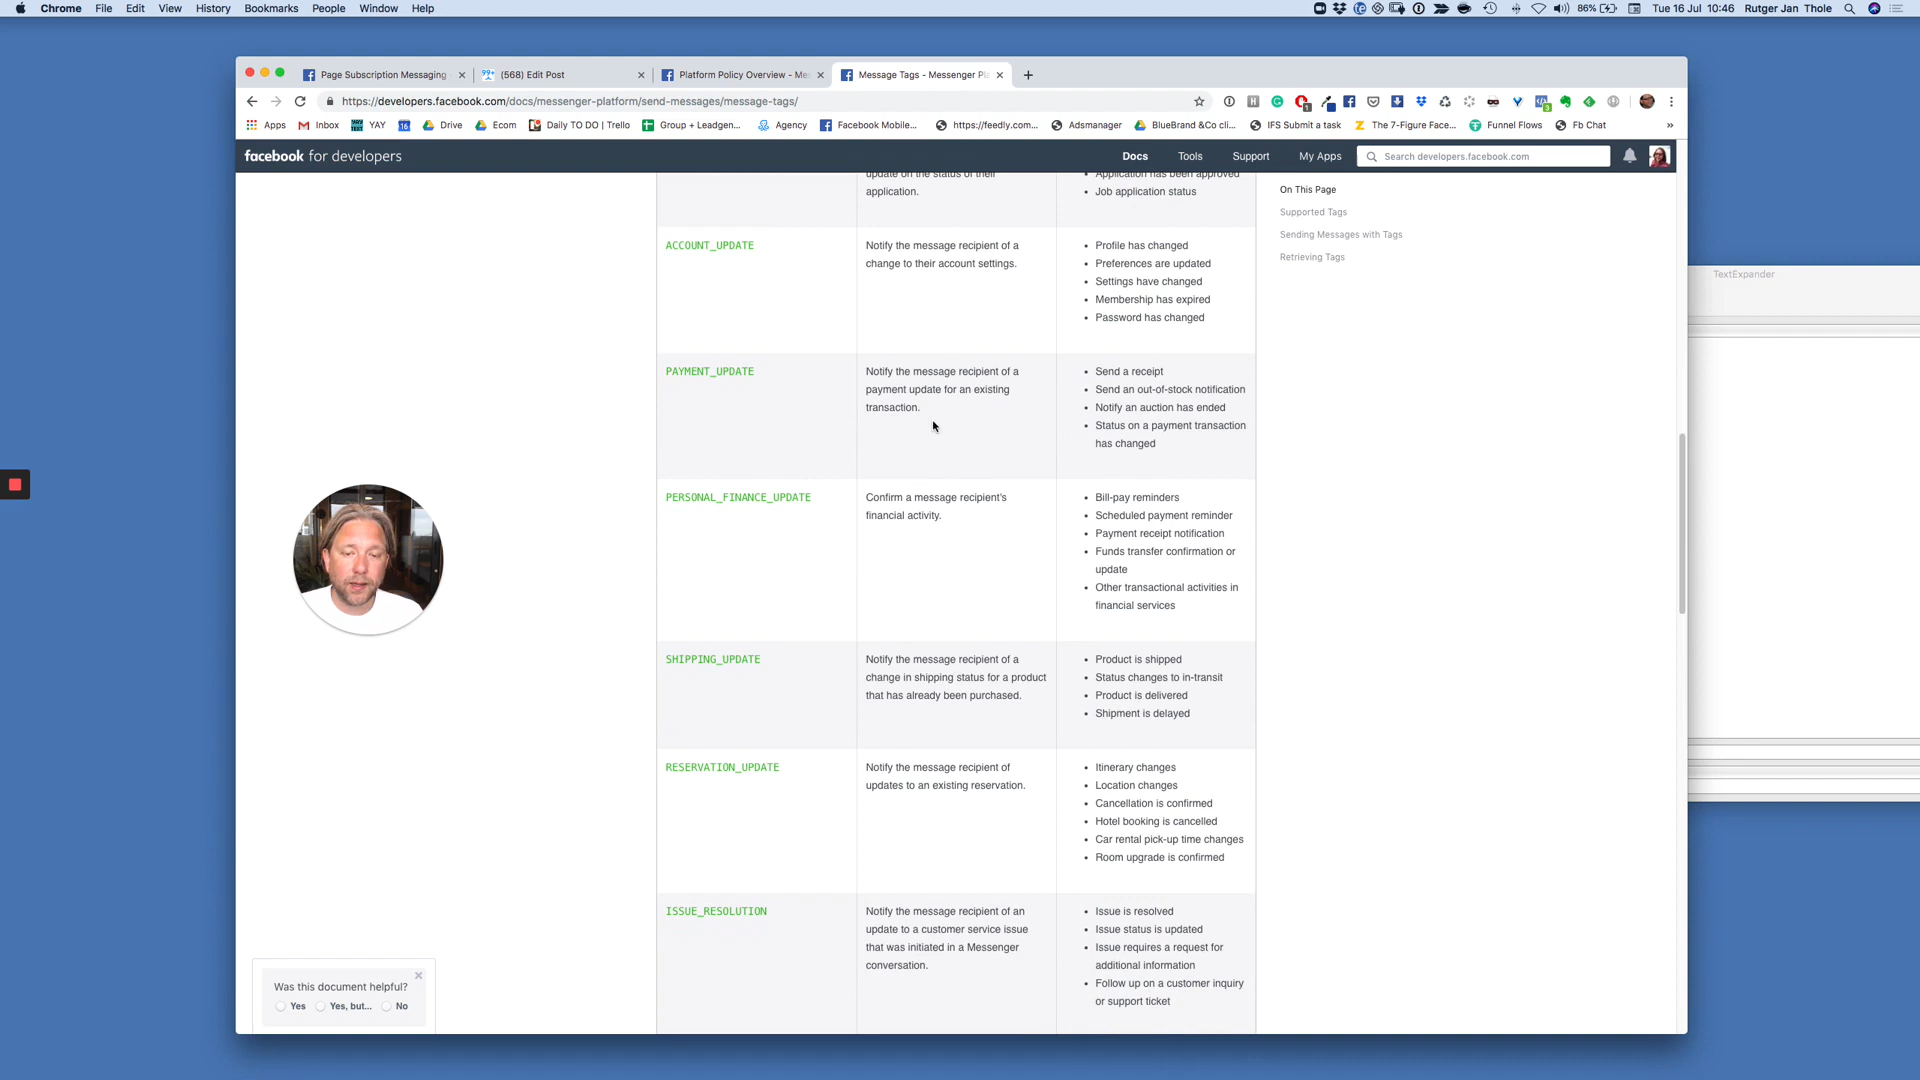 Chrome File Edit View History Bookmarks People Window Help
86% Tue 16 Jul 10:46 Rutger Jan Thole
Page Subscription Messaging
(568) Edit Post
Platform Policy Overview - Me
Message Tags - Messenger Pla
https://developers.facebook.com/docs/messenger-platform/send-messages/message-tags/
Apps Inbox YAY Drive Ecom Daily TO DO | Trello Group + Leadgen... Agency Facebook Mobile... https://feedly.com... Adsmanager BlueBrand &Co cli... IFS Submit a task The 7-Figure Face... Funnel Flows Fb Chat »
facebook for developers
Docs Tools Support My Apps Search developers.facebook.com
update on the status of their
application.
Application has been approved
Job application status
ACCOUNT_UPDATE
Notify the message recipient of a
change to their account settings.
Profile has changed
Preferences are updated
Settings have changed
Membership has expired
Password has changed
PAYMENT_UPDATE
Notify the message recipient of a
payment update for an existing
transaction.
Send a receipt
Send an out-of-stock notification
Notify an auction has ended
Status on a payment transaction
has changed
PERSONAL_FINANCE_UPDATE
Confirm a message recipient's
financial activity.
Bill-pay reminders
Scheduled payment reminder
Payment receipt notification
Funds transfer confirmation or
update
Other transactional activities in
financial services
SHIPPING_UPDATE
Notify the message recipient of a
change in shipping status for a product
that has already been purchased.
Product is shipped
Status changes to in-transit
Product is delivered
Shipment is delayed
RESERVATION_UPDATE
Notify the message recipient of
updates to an existing reservation.
Itinerary changes
Location changes
Cancellation is confirmed
Hotel booking is cancelled
Car rental pick-up time changes
Room upgrade is confirmed
ISSUE_RESOLUTION
Notify the message recipient of an
update to a customer service issue
that was initiated in a Messenger
conversation.
Issue is resolved
Issue status is updated
Issue requires a request for
additional information
Follow up on a customer inquiry
or support ticket
On This Page
Supported Tags
Sending Messages with Tags
Retrieving Tags
TextExpander
Was this document helpful?
Yes Yes, but... No